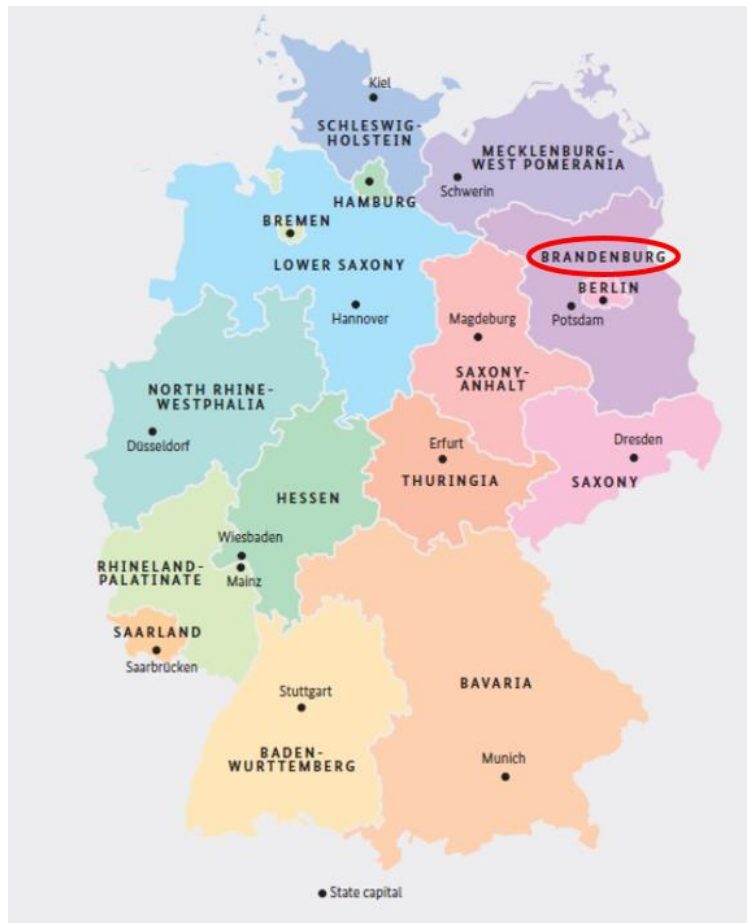 Kiel
SCHLESWIG-
HOLSTEIN
MECKLENBURG-
WEST POMERANIA
Schwerin
HAMBURG
BREMEN
LOWER SAXONY
Hannover
BRANDENBURG
BERLIN
Potsdam
Magdeburg
SAXONY-
ANHALT
NORTH RHINE-
WESTPHALIA
Düsseldorf
Erfurt
THURINGIA
Dresden
SAXONY
HESSEN
Wiesbaden
Mainz
RHINELAND-
PALATINATE
SAARLAND
Saarbrücken
Stuttgart
BADEN-
WURTTEMBERG
BAVARIA
Munich
State capital